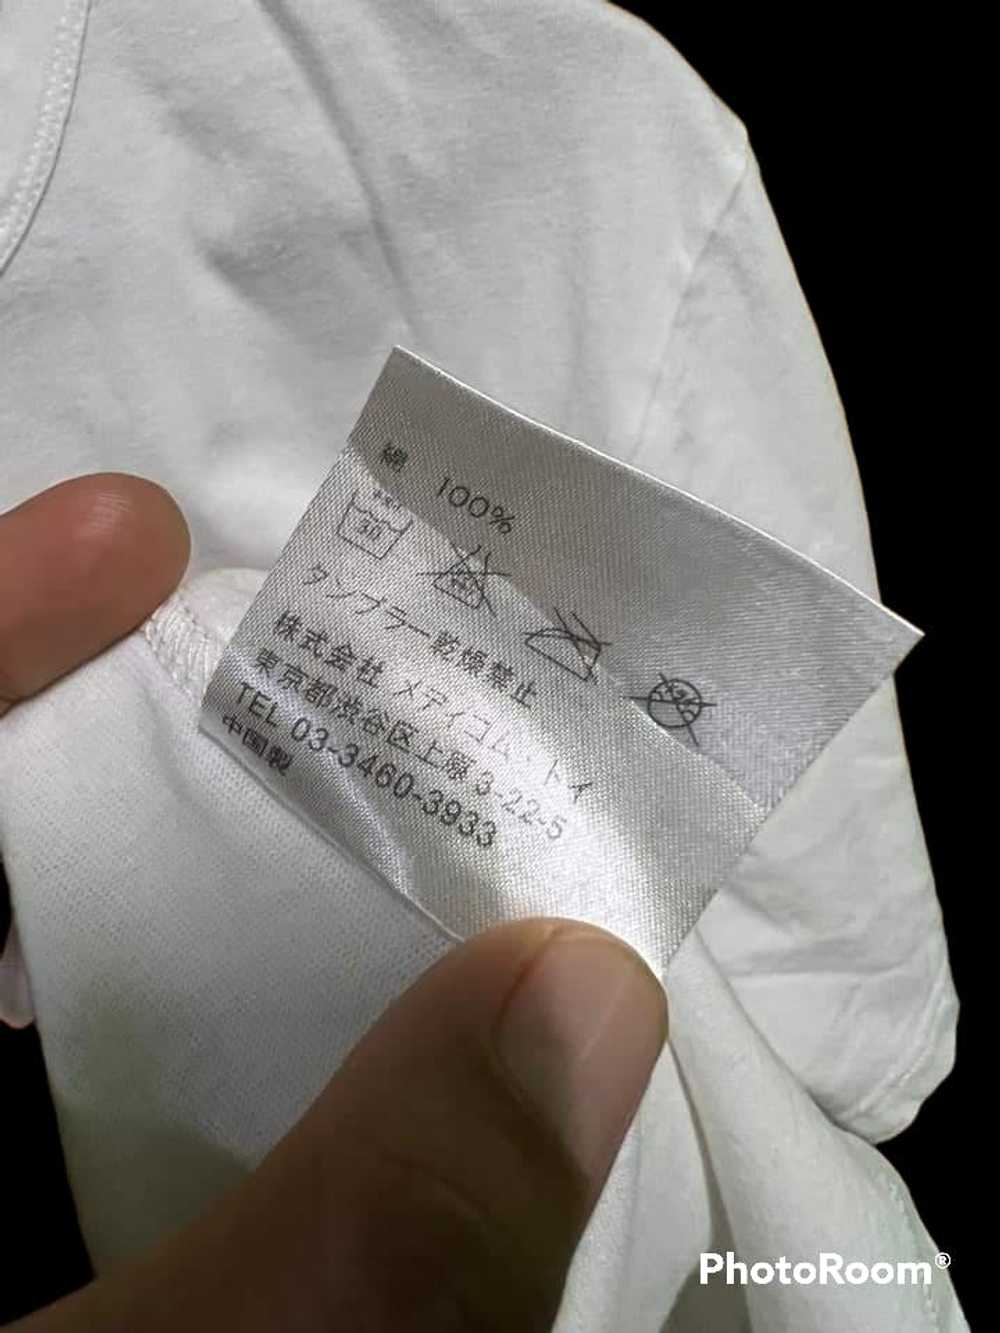 綿 100%
30
タンブラー乾燥禁止
株式会社 メディコム・トイ
東京都渋谷区上原3-22-5
TEL 03-3460-3933
中国製
PhotoRoom®